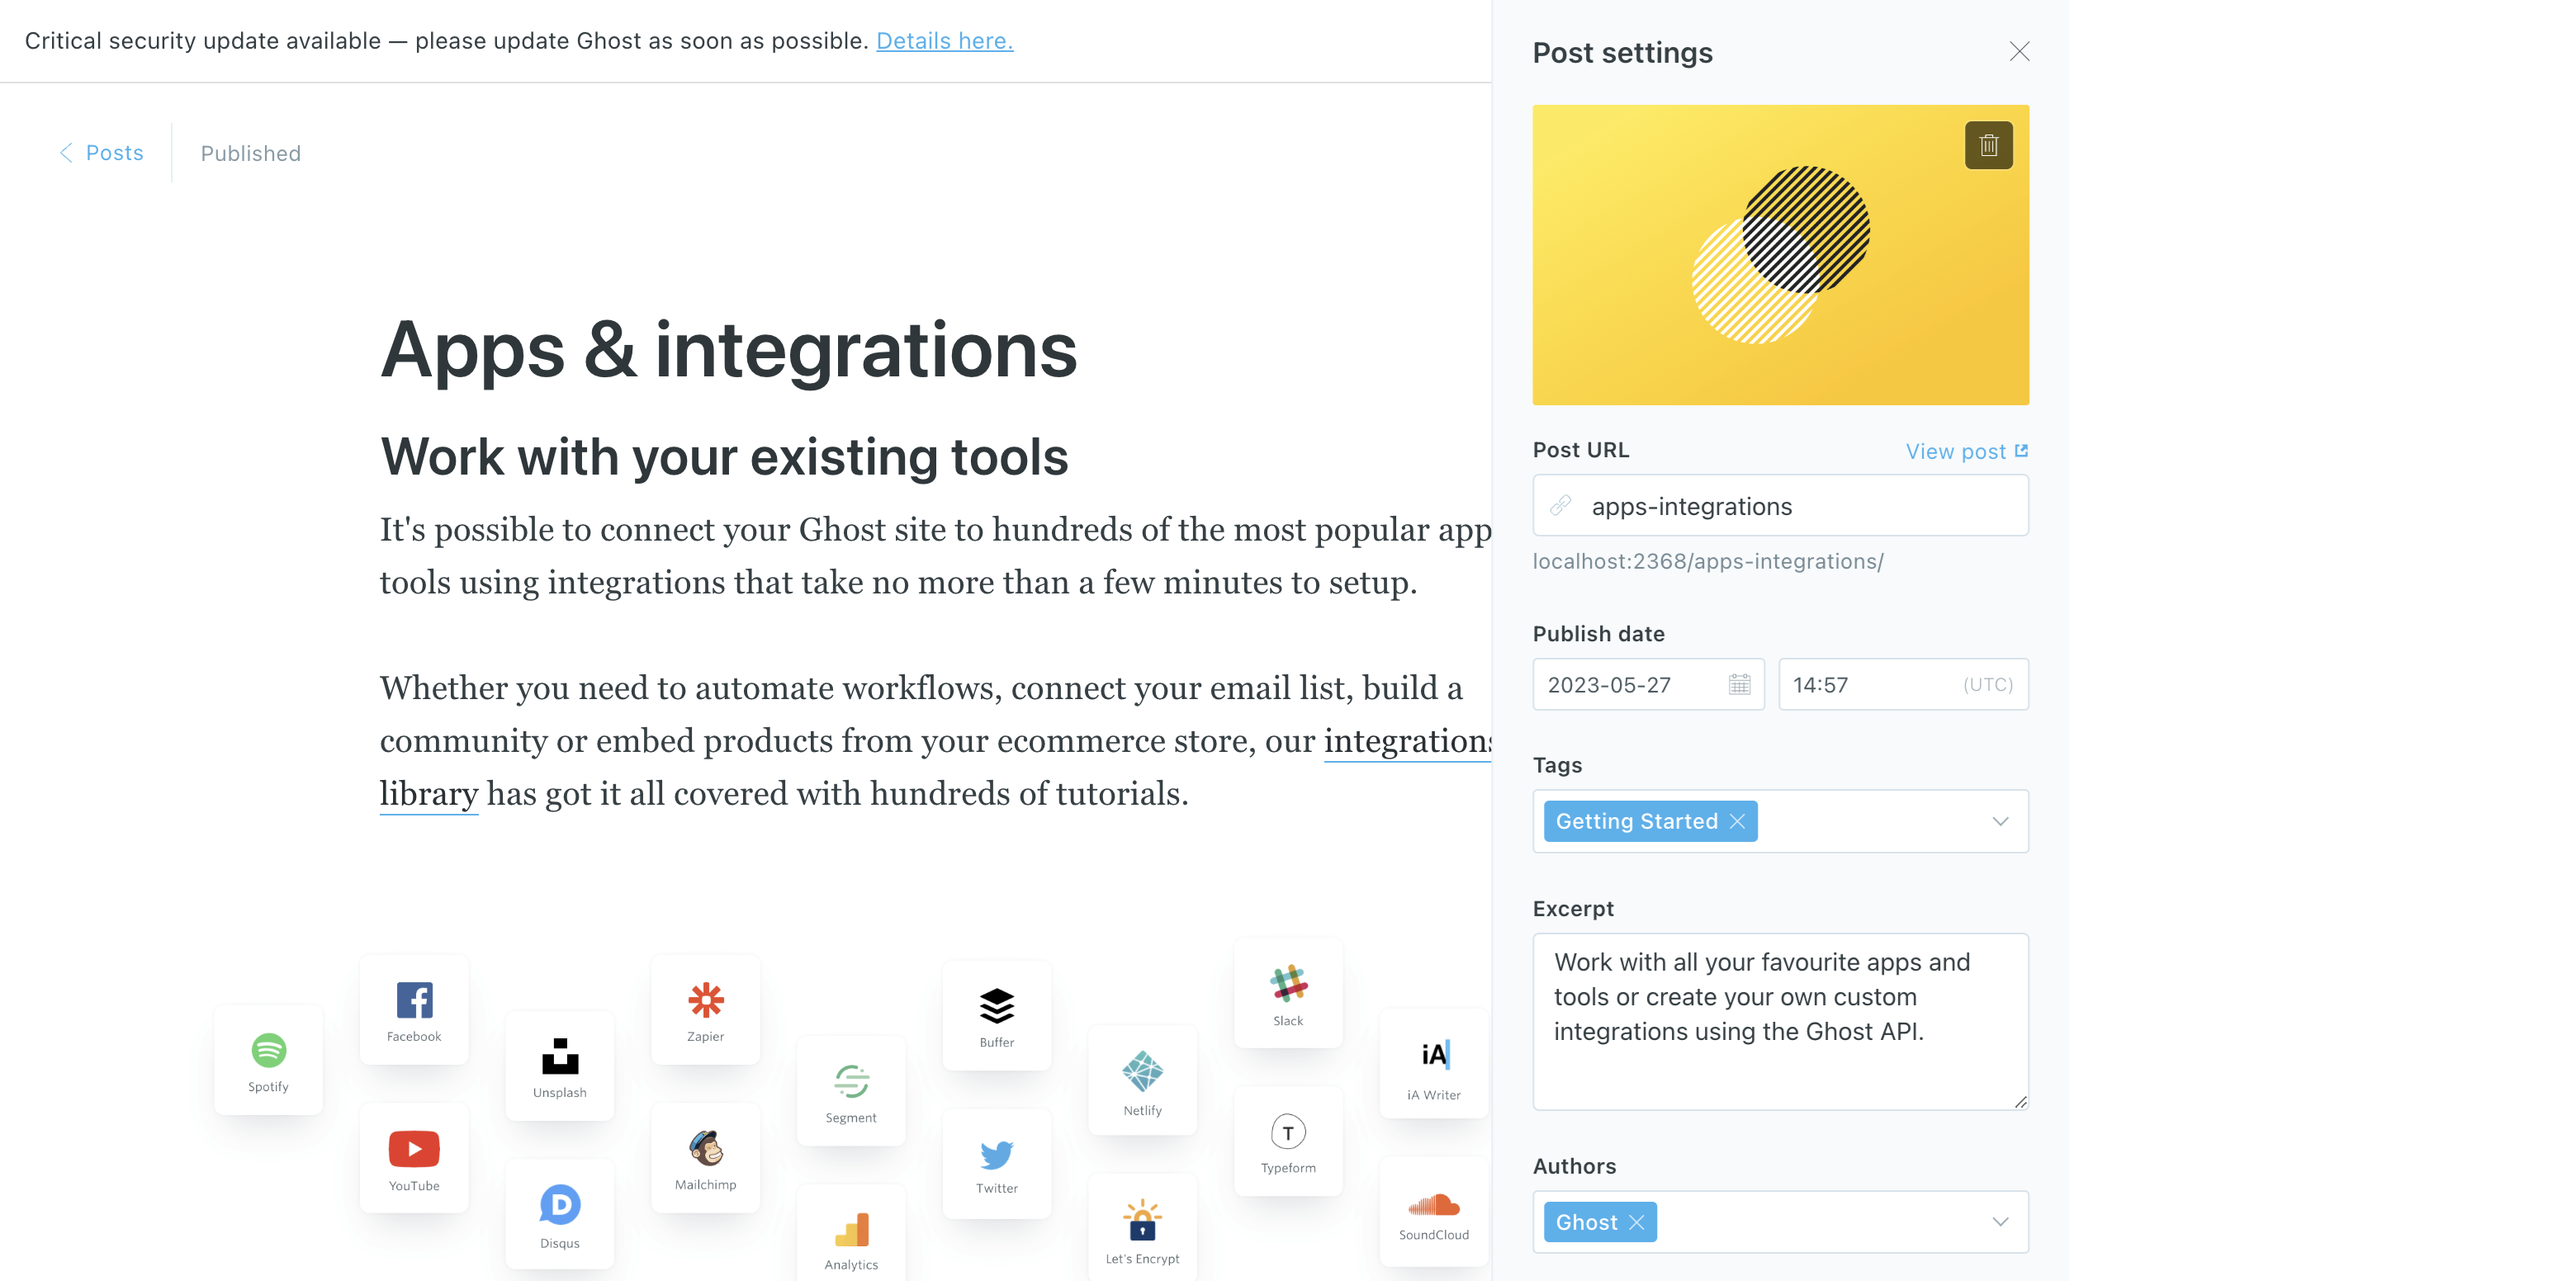 Critical security update available — please update Ghost as soon as possible. Details here.
Posts
Published
Apps & integrations
Work with your existing tools
It's possible to connect your Ghost site to hundreds of the most popular app
tools using integrations that take no more than a few minutes to setup.
Whether you need to automate workflows, connect your email list, build a
community or embed products from your ecommerce store, our integrations
library has got it all covered with hundreds of tutorials.
Spotify
Facebook
YouTube
Unsplash
Disqus
Zapier
Mailchimp
Segment
Analytics
Buffer
Twitter
Netlify
Let's Encrypt
Slack
T
Typeform
iA
iA Writer
SoundCloud
Post settings
Post URL
View post
apps-integrations
localhost:2368/apps-integrations/
Publish date
2023-05-27
14:57 (UTC)
Tags
Getting Started
Excerpt
Work with all your favourite apps and
tools or create your own custom
integrations using the Ghost API.
Authors
Ghost